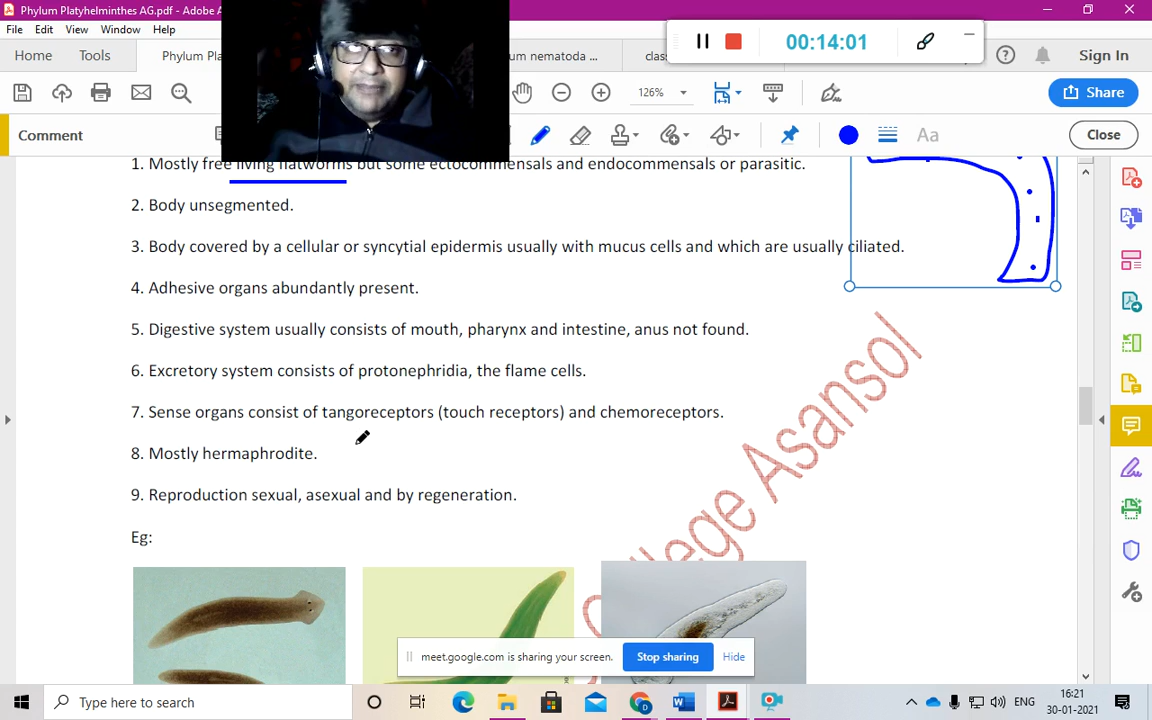 Phylum Platyhelminthes AG.pdf - Adobe A
File Edit View Window Help
00:14:01
Home Tools Phylum Pla um nematoda ... clas Sign In
126% Share
Comment Aa Close
1. Mostly free living flatworms but some ectocommensals and endocommensals or parasitic.
2. Body unsegmented.
3. Body covered by a cellular or syncytial epidermis usually with mucus cells and which are usually ciliated.
4. Adhesive organs abundantly present.
5. Digestive system usually consists of mouth, pharynx and intestine, anus not found.
6. Excretory system consists of protonephridia, the flame cells.
7. Sense organs consist of tangoreceptors (touch receptors) and chemoreceptors.
8. Mostly hermaphrodite.
9. Reproduction sexual, asexual and by regeneration.
Eg:
llege Asansol
meet.google.com is sharing your screen. Stop sharing Hide
Type here to search
ENG
16:21
30-01-2021